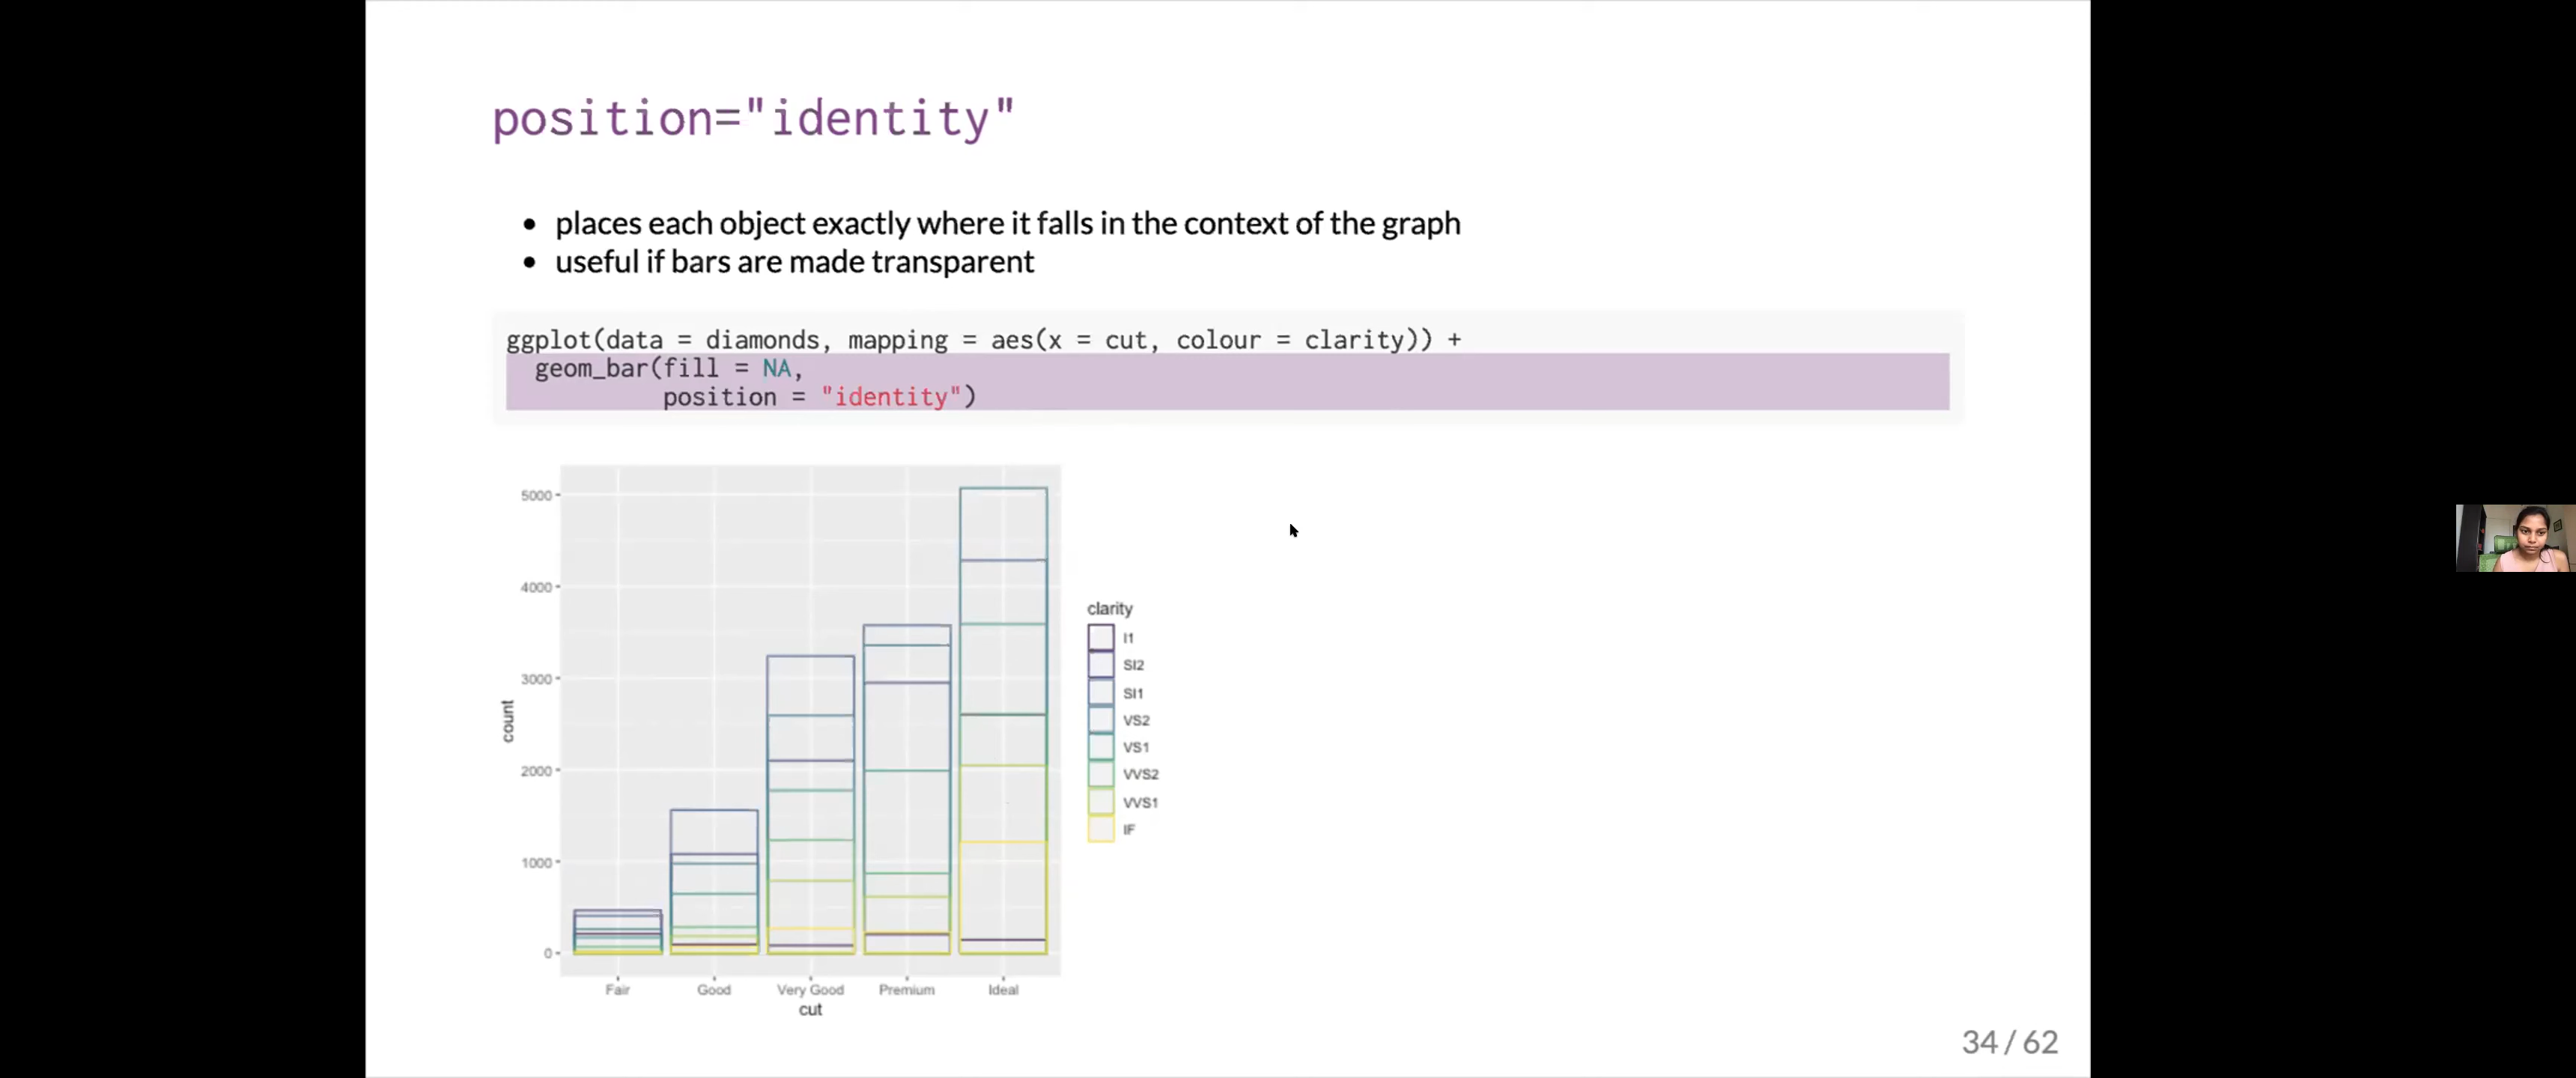 position="identity"
places each object exactly where it falls in the context of the graph
useful if bars are made transparent
ggplot(data = diamonds, mapping = aes(x = cut, colour = clarity)) +
geom_bar(fill = NA,
position = "identity")
5000
4000
3000
2000
1000
0
count
Fair Good Very Good Premium Ideal
cut
clarity
I1
SI2
SI1
VS2
VS1
VVS2
VVS1
IF
34 / 62